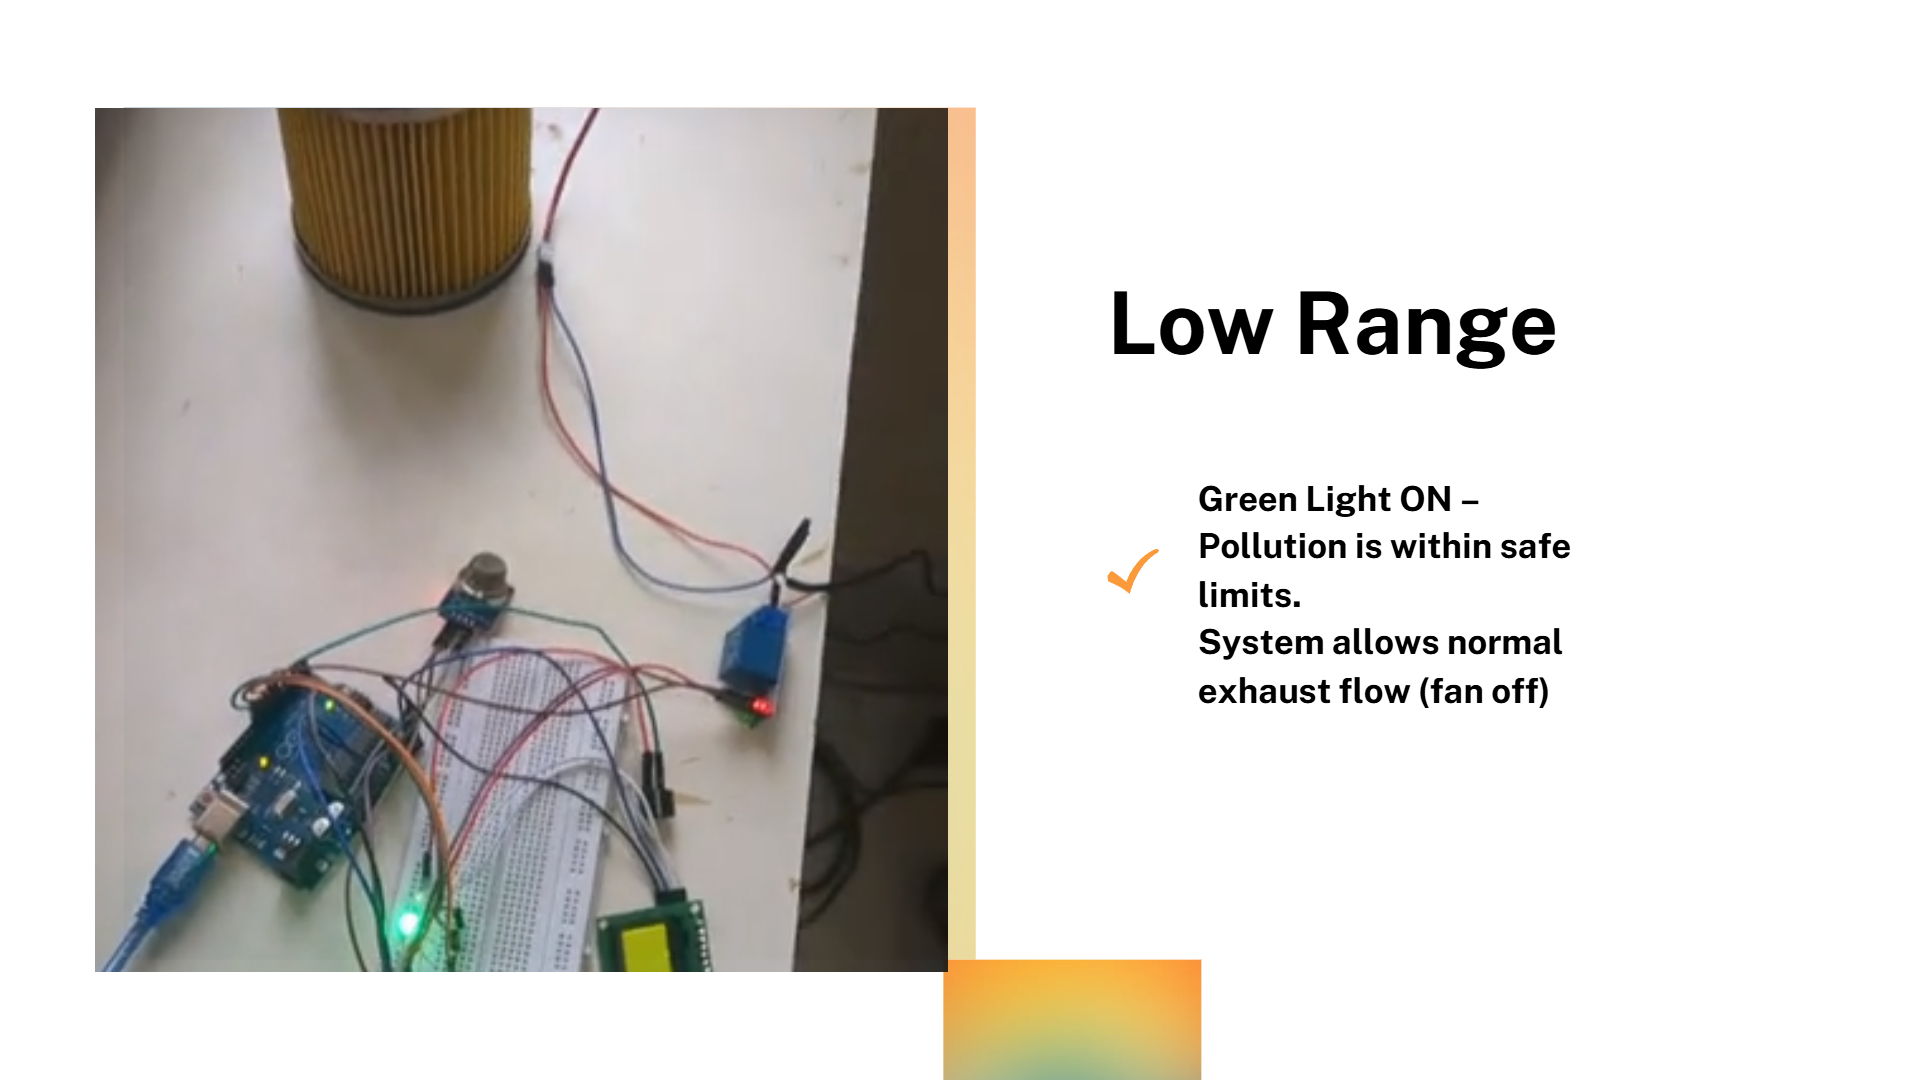 Low Range
Green Light ON –
Pollution is within safe
limits.
System allows normal
exhaust flow (fan off)